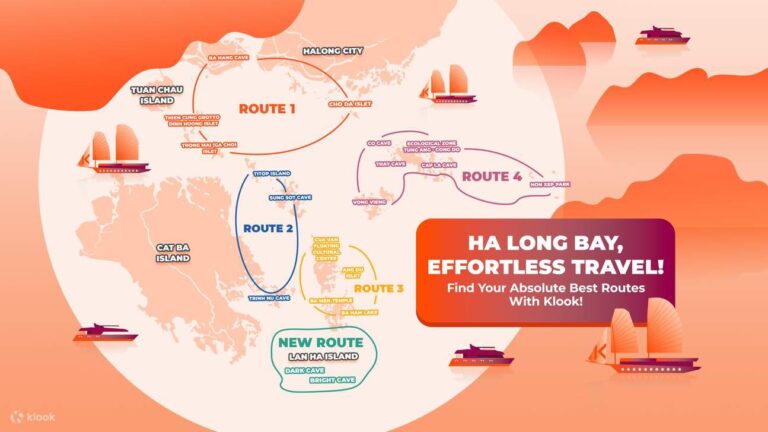 HALONG CITY
BA HANG CAVE
TUAN CHAU
ISLAND
ROUTE 1
CHO DA ISLET
THIEN CUNG GROTTO
DINH HUONG ISLET
TRONG MAI (GA CHOI)
ISLET
CO CAVE
ECOLOGICAL ZONE
TUNG ANG - CONG DO
THAY CAVE
CAP LA CAVE
ROUTE 4
HON XEP PARK
VONG VIENG
TITOP ISLAND
SUNG SOT CAVE
ROUTE 2
TRINH NU CAVE
CAT BA
ISLAND
CUA VAN
FLOATING
CULTURAL
CENTRE
ANG DU
ISLET
ROUTE 3
BA MEN TEMPLE
BA HAM LAKE
NEW ROUTE
LAN HA ISLAND
DARK CAVE
BRIGHT CAVE
HA LONG BAY,
EFFORTLESS TRAVEL!
Find Your Absolute Best Routes
With Klook!
klook